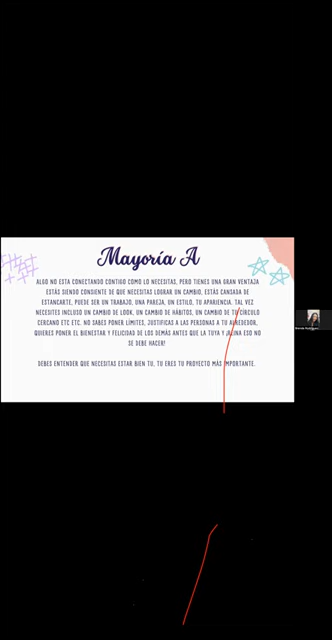 Mayoría A
ALGO NO ESTA CONECTANDO CONTIGO COMO LO NECESITAS, PERO TIENES UNA GRAN VENTAJA
ESTÁS SIENDO CONSIENTE DE QUE NECESITAS LOGRAR UN CAMBIO, ESTÁS CANSADA DE
ESTANCARTE, PUEDE SER UN TRABAJO, UNA PAREJA, UN ESTILO, TU APARIENCIA. TAL VEZ
NECESITES INCLUSO UN CAMBIO DE LOOK, UN CAMBIO DE HÁBITOS, UN CAMBIO DE TU CÍRCULO
CERCANO ETC ETC. NO SABES PONER LÍMITES, JUSTIFICAS A LAS PERSONAS A TU ALREDEDOR,
QUIERES PONER EL BIENESTAR Y FELICIDAD DE LOS DEMÁS ANTES QUE LA TUYA Y ESO NO
SE DEBE HACER!
DEBES ENTENDER QUE NECESITAS ESTAR BIEN TU, TU ERES TU PROYECTO MÁS IMPORTANTE.